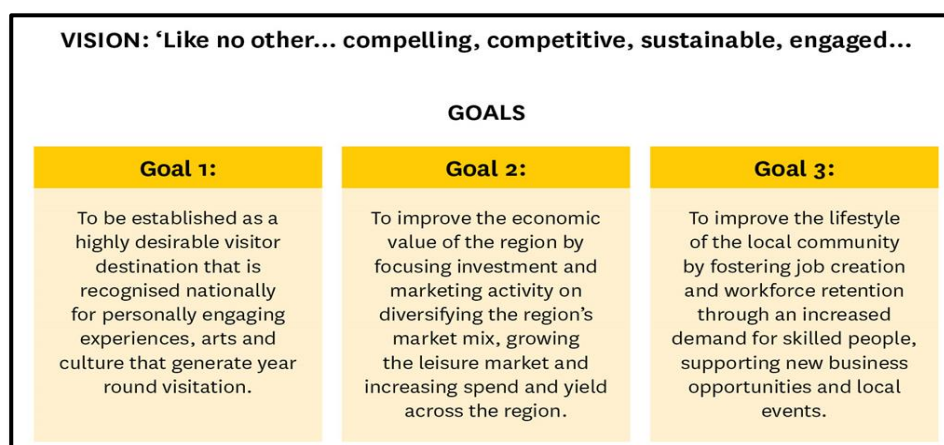 VISION: ‘Like no other... compelling, competitive, sustainable, engaged...
GOALS
Goal 1:
To be established as a
highly desirable visitor
destination that is
recognised nationally
for personally engaging
experiences, arts and
culture that generate year
round visitation.
Goal 2:
To improve the economic
value of the region by
focusing investment and
marketing activity on
diversifying the region’s
market mix, growing
the leisure market and
increasing spend and yield
across the region.
Goal 3:
To improve the lifestyle
of the local community
by fostering job creation
and workforce retention
through an increased
demand for skilled people,
supporting new business
opportunities and local
events.